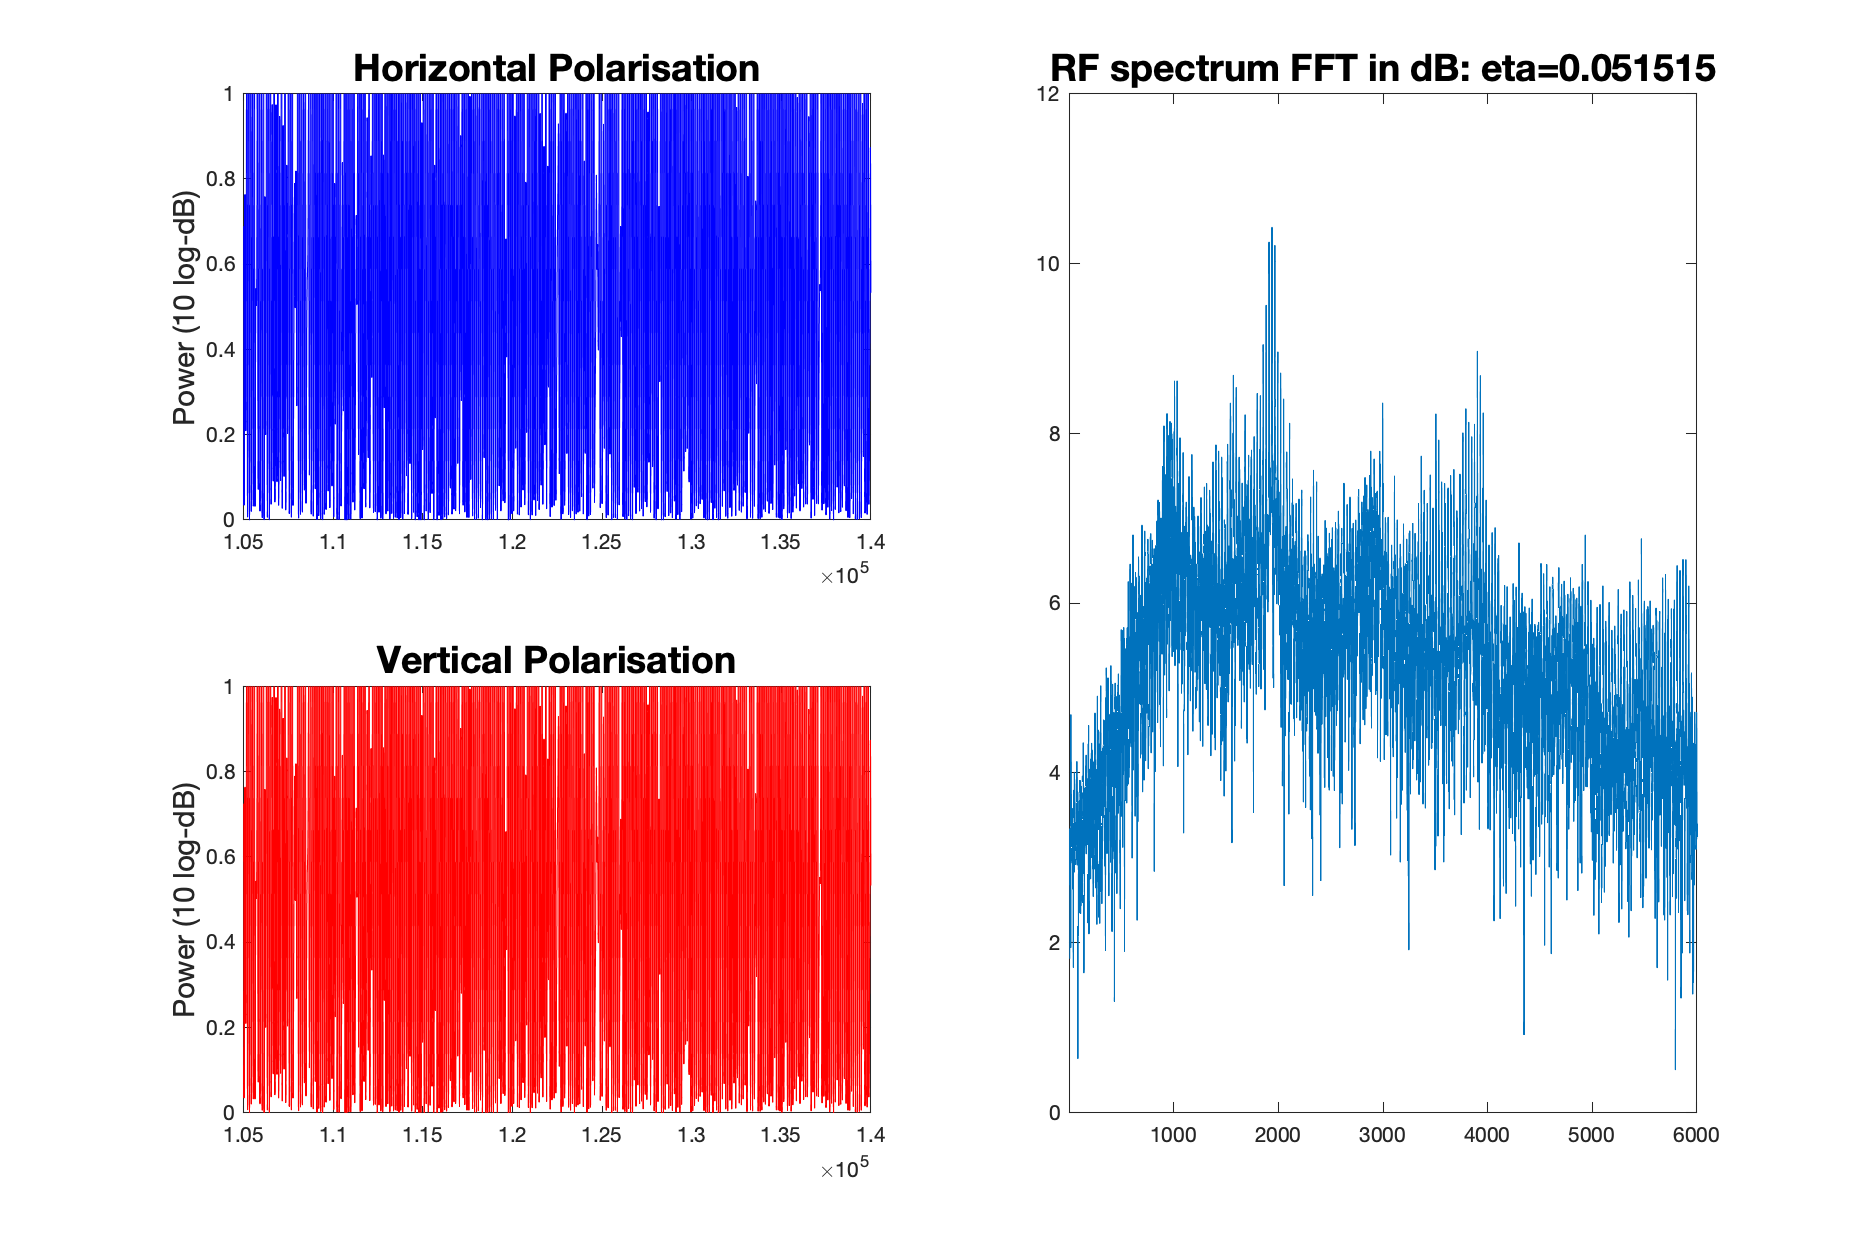 Horizontal Polarisation
Power (10 log-dB)
1
0.8
0.6
0.4
0.2
0
1.05 1.1 1.15 1.2 1.25 1.3 1.35 1.4
×10^5
Vertical Polarisation
Power (10 log-dB)
1
0.8
0.6
0.4
0.2
0
1.05 1.1 1.15 1.2 1.25 1.3 1.35 1.4
×10^5
RF spectrum FFT in dB: eta=0.051515
12
10
8
6
4
2
0
1000 2000 3000 4000 5000 6000